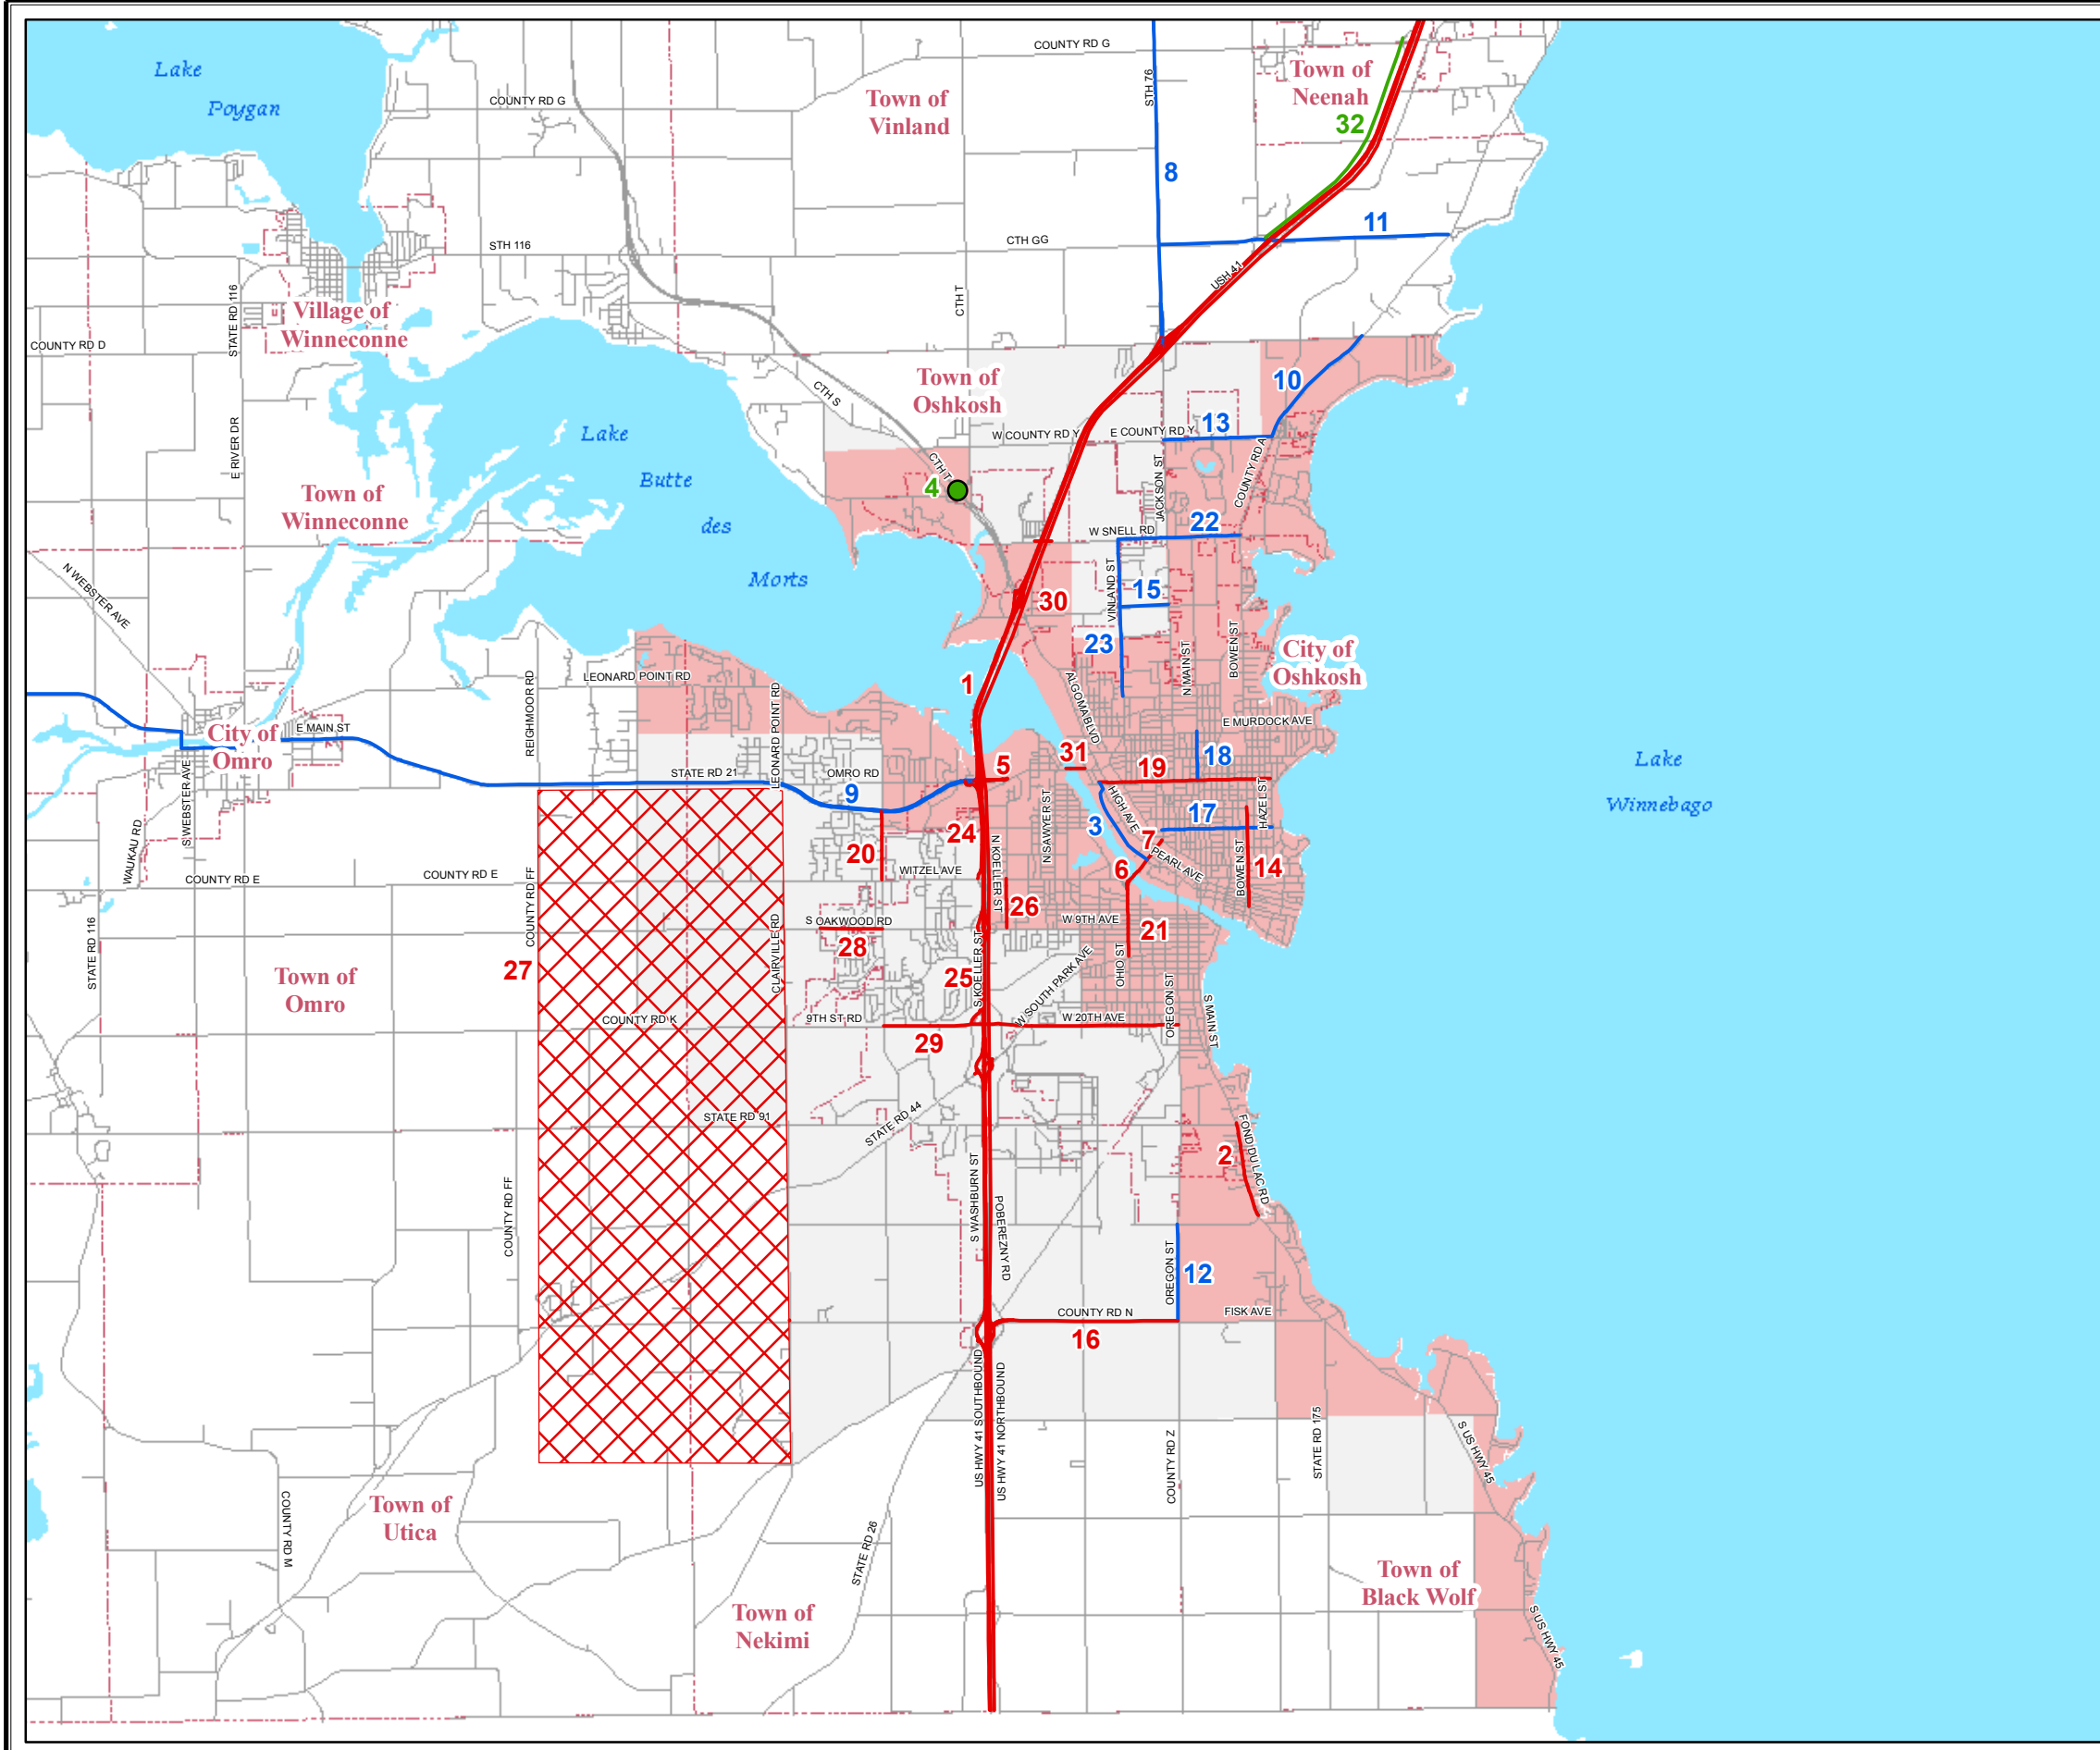 COUNTY RD G
Lake
Poygan
COUNTY RD G
Town of
Vinland
STH 76
Town of
Neenah
32
8
11
STH 116
CTH GG
USH 41
CTH T
STATE RD 116
Village of
Winneconne
COUNTY RD D
CTH S
Town of
Oshkosh
10
13
W COUNTY RD Y
E COUNTY RD Y
E RIVER DR
Lake
Butte
des
Morts
CTH T
4
JACKSON ST
COUNTY RD A
Town of
Winneconne
W SNELL RD
22
N WEBSTER AVE
VINLAND ST
15
30
23
N MAIN ST
BOWEN ST
City of
Oshkosh
REIGHMOOR RD
LEONARD POINT RD
LEONARD POINT RD
1
ALGOMA BLVD
E MURDOCK AVE
City of
Omro
E MAIN ST
STATE RD 21
OMRO RD
9
5
31
19
18
Lake
Winnebago
S WEBSTER AVE
WAUKAU RD
HIGH AVE
HAZEL ST
3
17
24
N KOELLER ST
N SAWYER ST
7
20
WITZEL AVE
6
PEARL AVE
BOWEN ST
14
COUNTY RD E
COUNTY RD E
COUNTY RD FF
26
S OAKWOOD RD
28
W 9TH AVE
21
STATE RD 116
27
CLAIRVILLE RD
25
S KOELLER ST
W SOUTH PARK AVE
OHIO ST
OREGON ST
S MAIN ST
Town of
Omro
COUNTY RD K
9TH ST RD
W 20TH AVE
29
STATE RD 91
STATE RD 44
FOND DU LAC RD
2
COUNTY RD FF
S WASHBURN ST
POBEREZNY RD
OREGON ST
12
COUNTY RD N
FISK AVE
16
US HWY 41 SOUTHBOUND
US HWY 41 NORTHBOUND
COUNTY RD Z
STATE RD 175
S US HWY 45
COUNTY RD M
Town of
Utica
STATE RD 26
Town of
Nekimi
Town of
Black Wolf
S US HWY 45